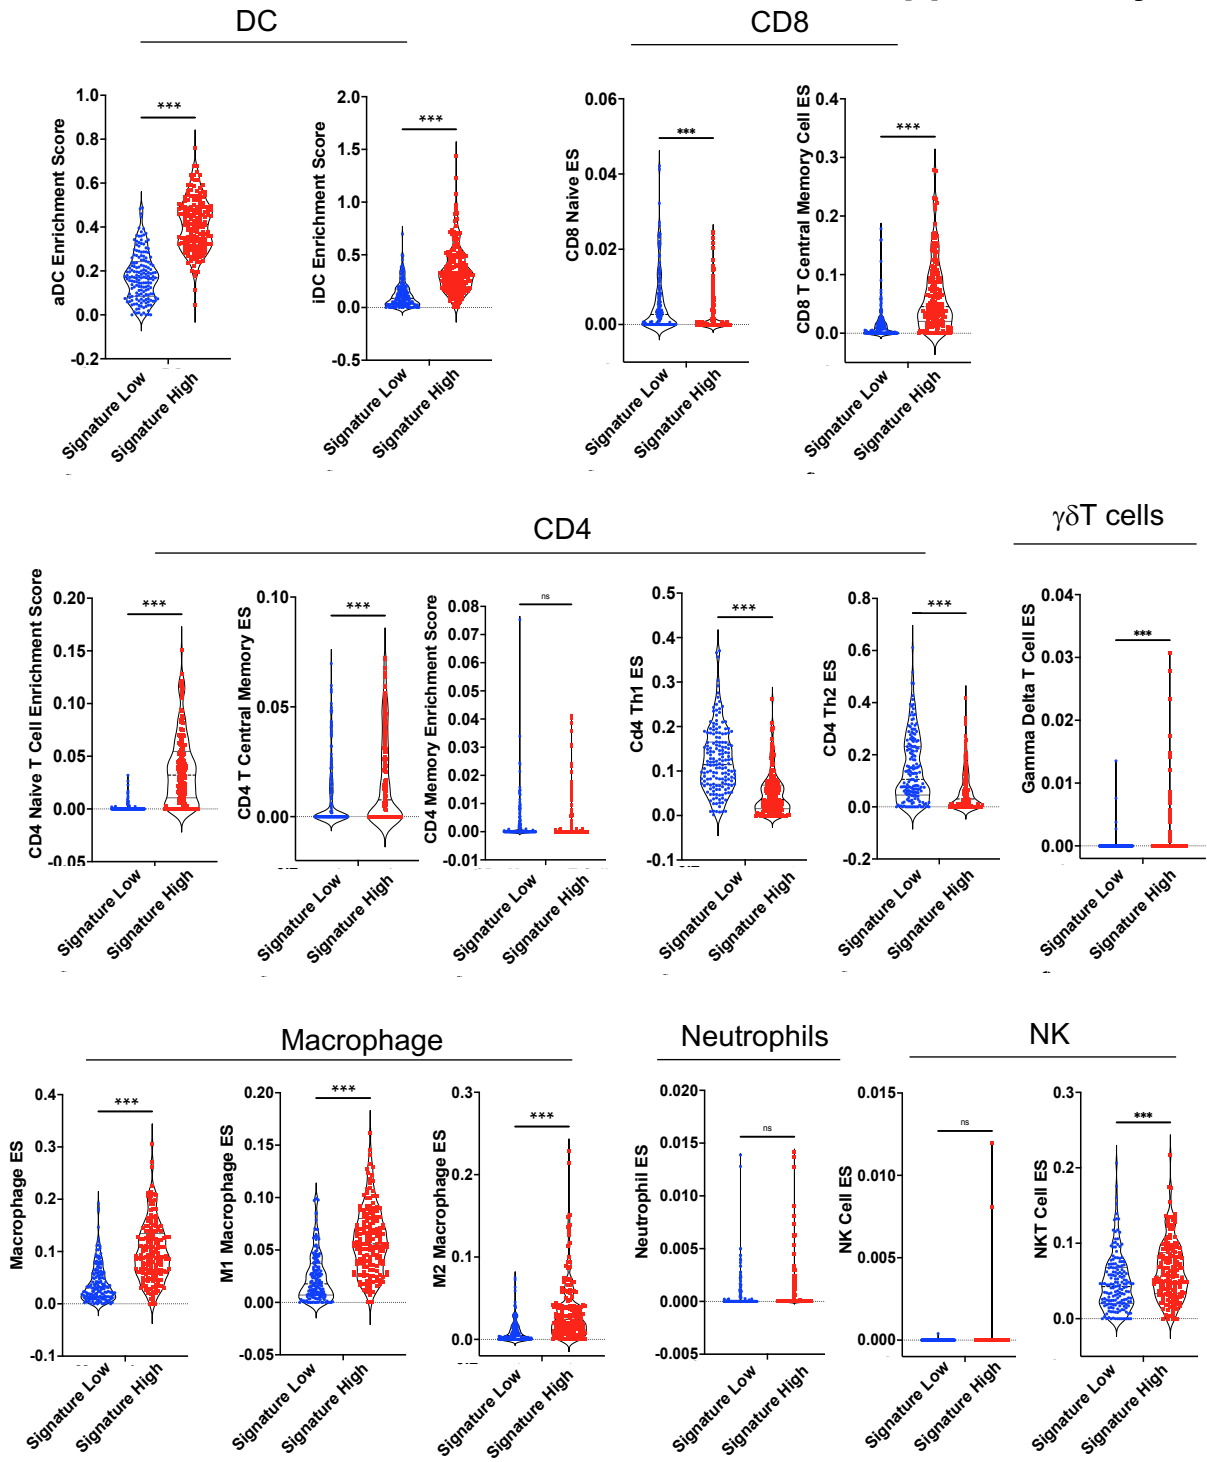 DC
CD8
aDC Enrichment Score
1.0
0.8
0.6
0.4
0.2
0.0
-0.2
***
Signature Low
Signature High
iDC Enrichment Score
2.0
1.5
1.0
0.5
0.0
-0.5
***
Signature Low
Signature High
CD8 Naive ES
0.06
0.04
0.02
0.00
***
Signature Low
Signature High
CD8 T Central Memory Cell ES
0.4
0.3
0.2
0.1
0.0
***
Signature Low
Signature High
CD4
γδT cells
CD4 Naive T Cell Enrichment Score
0.20
0.15
0.10
0.05
0.00
-0.05
***
Signature Low
Signature High
CD4 T Central Memory ES
0.10
0.05
0.00
***
Signature Low
Signature High
CD4 Memory Enrichment Score
0.08
0.07
0.06
0.05
0.04
0.03
0.02
0.01
0.00
-0.01
ns
Signature Low
Signature High
Cd4 Th1 ES
0.5
0.4
0.3
0.2
0.1
0.0
-0.1
***
Signature Low
Signature High
CD4 Th2 ES
0.8
0.6
0.4
0.2
0.0
-0.2
***
Signature Low
Signature High
Gamma Delta T Cell ES
0.04
0.03
0.02
0.01
0.00
***
Signature Low
Signature High
Macrophage
Neutrophils
NK
Macrophage ES
0.4
0.3
0.2
0.1
0.0
-0.1
***
Signature Low
Signature High
M1 Macrophage ES
0.20
0.15
0.10
0.05
0.00
-0.05
***
Signature Low
Signature High
M2 Macrophage ES
0.3
0.2
0.1
0.0
***
Signature Low
Signature High
Neutrophil ES
0.020
0.015
0.010
0.005
0.000
-0.005
ns
Signature Low
Signature High
NK Cell ES
0.015
0.010
0.005
0.000
ns
Signature Low
Signature High
NKT Cell ES
0.3
0.2
0.1
0.0
***
Signature Low
Signature High